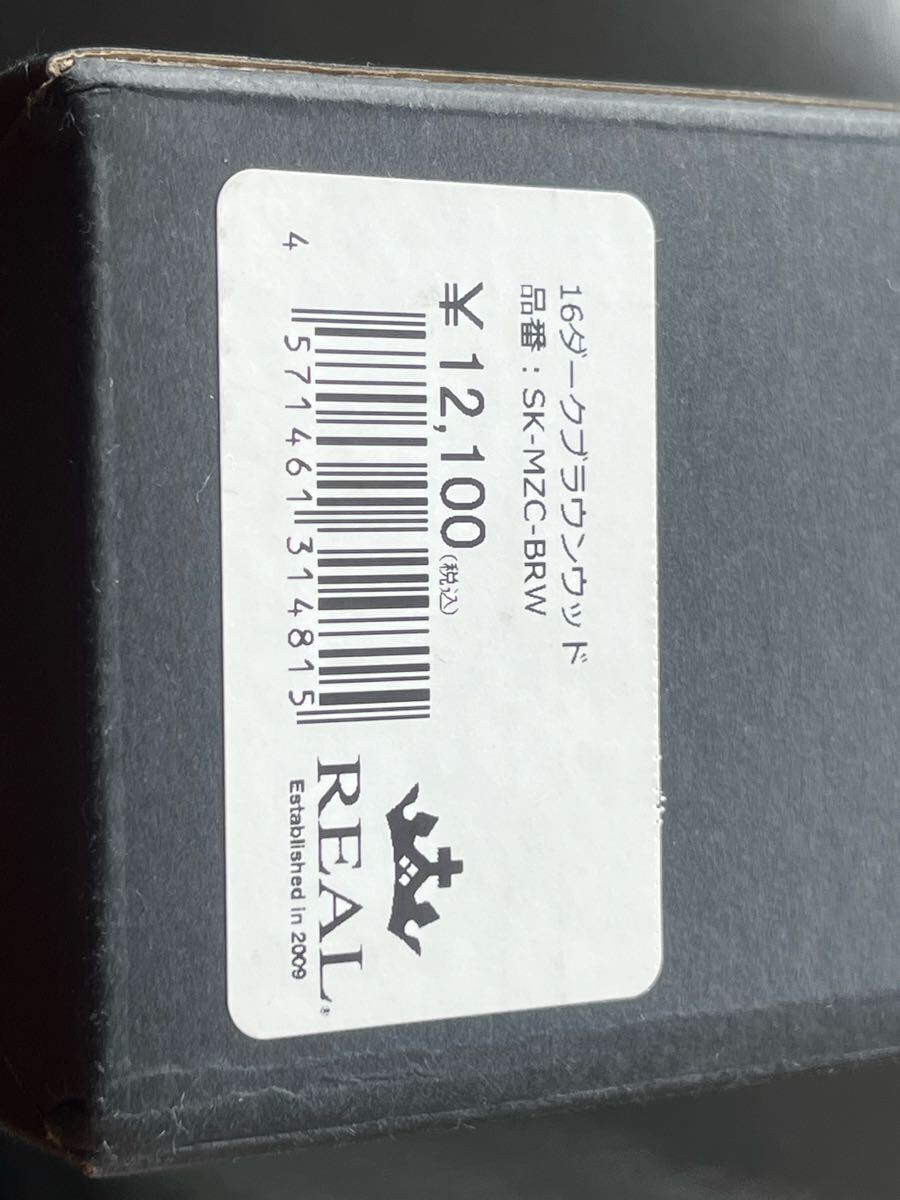 16ダークブラウンウッド
品番：SK-MZC-BRW
¥12,100(税込)
4 571461 314815
REAL®
Established in 2009